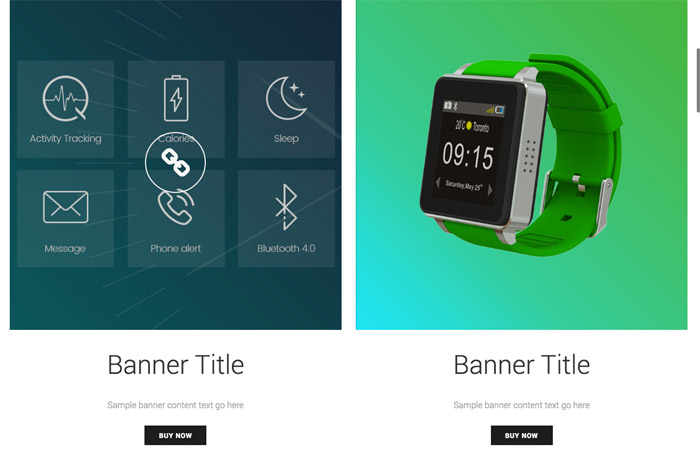 Activity Tracking
Calories
Sleep
Message
Phone alert
Bluetooth 4.0
20°C Toronto
09:15
Saturday, May 25°
Banner Title
Sample banner content text go here
BUY NOW
Banner Title
Sample banner content text go here
BUY NOW